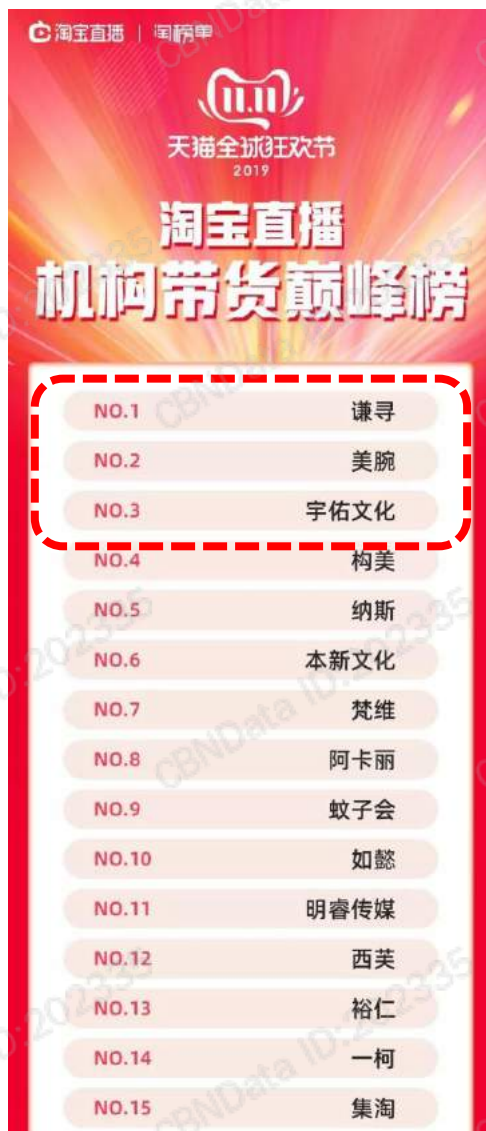 淘宝直播 | 淘榜单
11.11
天猫全球狂欢节
2019
淘宝直播
机构带货巅峰榜
NO.1 谦寻
NO.2 美腕
NO.3 宇佑文化
NO.4 构美
NO.5 纳斯
NO.6 本新文化
NO.7 梵维
NO.8 阿卡丽
NO.9 蚊子会
NO.10 如懿
NO.11 明睿传媒
NO.12 西芙
NO.13 裕仁
NO.14 一柯
NO.15 集淘
CBNData ID:202335